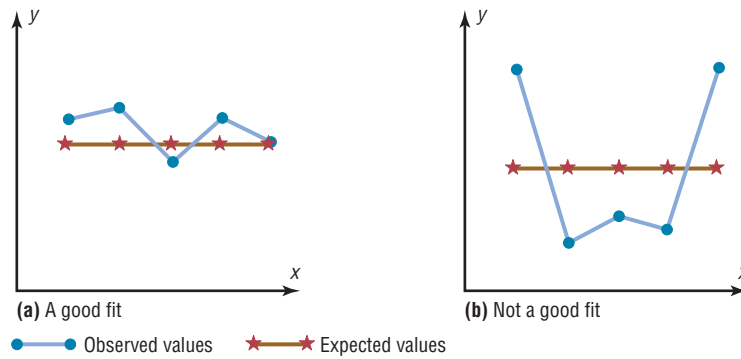 y
y
x
x
(a) A good fit
(b) Not a good fit
Observed values
Expected values